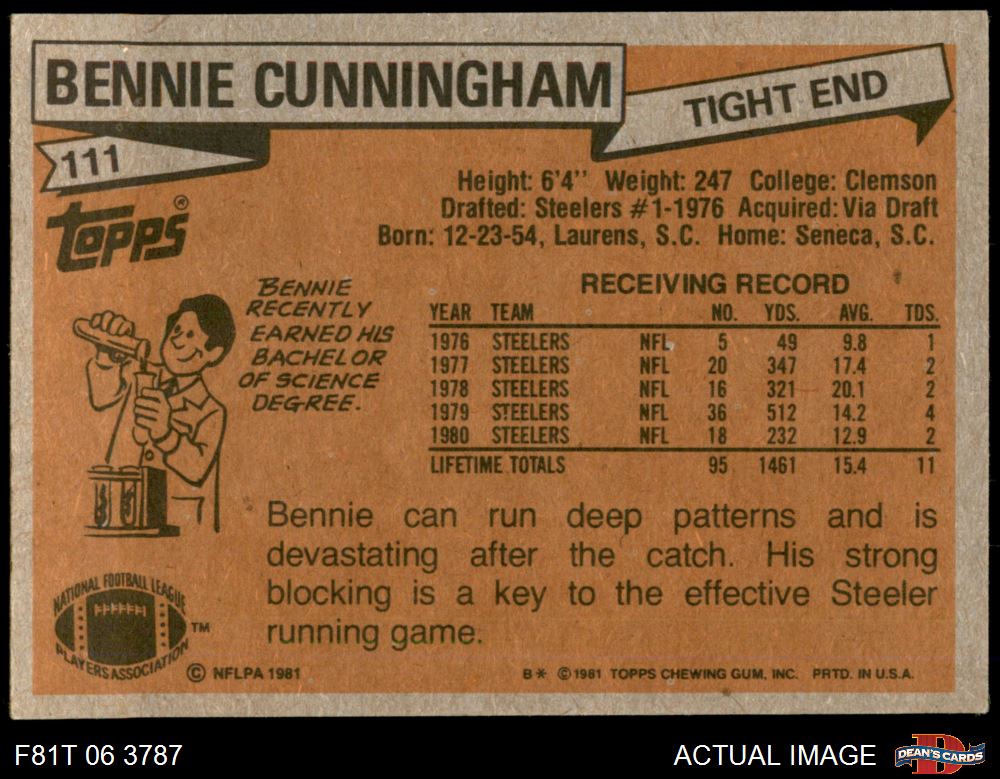 BENNIE CUNNINGHAM
TIGHT END
111
TOPPS®
Height: 6'4'' Weight: 247 College: Clemson
Drafted: Steelers #1-1976 Acquired: Via Draft
Born: 12-23-54, Laurens, S.C. Home: Seneca, S.C.
BENNIE
RECENTLY
EARNED HIS
BACHELOR
OF SCIENCE
DEGREE.
RECEIVING RECORD
YEAR TEAM NO. YDS. AVG. TDS.
1976 STEELERS NFL 5 49 9.8 1
1977 STEELERS NFL 20 347 17.4 2
1978 STEELERS NFL 16 321 20.1 2
1979 STEELERS NFL 36 512 14.2 4
1980 STEELERS NFL 18 232 12.9 2
LIFETIME TOTALS 95 1461 15.4 11
Bennie can run deep patterns and is
devastating after the catch. His strong
blocking is a key to the effective Steeler
running game.
NATIONAL FOOTBALL LEAGUE
PLAYERS ASSOCIATION
TM
© NFLPA 1981
B* ©1981 TOPPS CHEWING GUM, INC. PRTD. IN U.S.A.
F81T 06 3787
ACTUAL IMAGE
D
DEAN'S CARDS